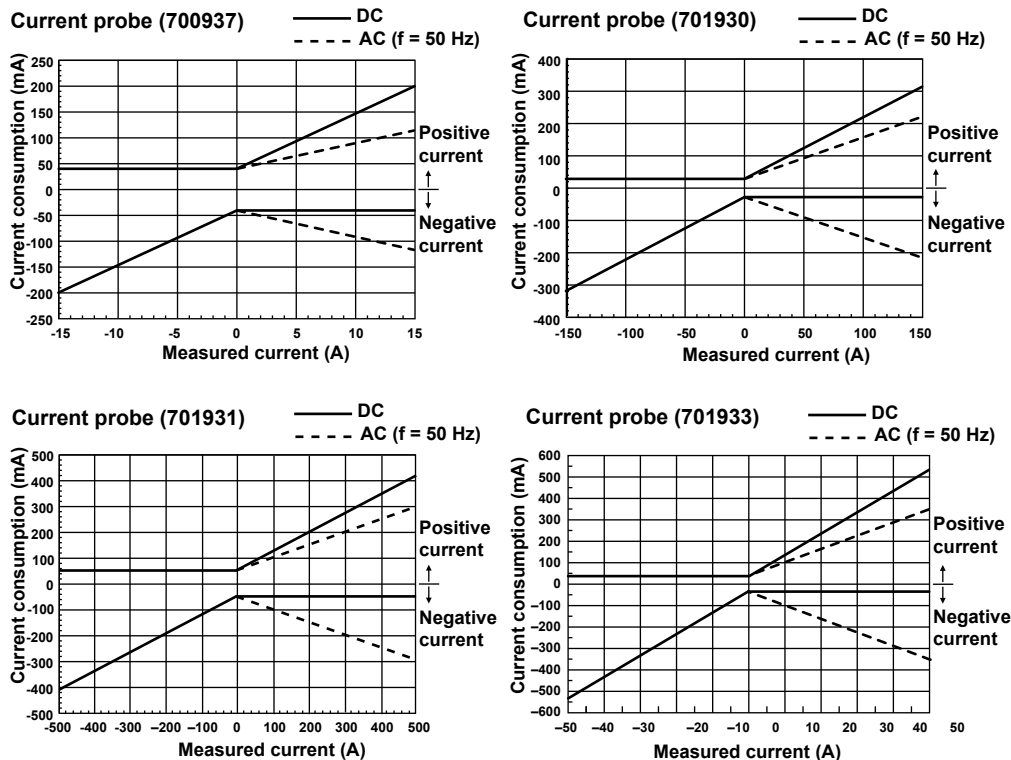 Current probe (700937)
DC
AC (f = 50 Hz)
Current consumption (mA)
250
200
150
100
50
0
-50
-100
-150
-200
-250
Positive
current
Negative
current
-15 -10 -5 0 5 10 15
Measured current (A)
Current probe (701930)
DC
AC (f = 50 Hz)
Current consumption (mA)
400
300
200
100
0
-100
-200
-300
-400
Positive
current
Negative
current
-150 -100 -50 0 50 100 150
Measured current (A)
Current probe (701931)
DC
AC (f = 50 Hz)
Current consumption (mA)
500
400
300
200
100
0
-100
-200
-300
-400
-500
Positive
current
Negative
current
-500 -400 -300 -200 -100 0 100 200 300 400 500
Measured current (A)
Current probe (701933)
DC
AC (f = 50 Hz)
Current consumption (mA)
600
500
400
300
200
100
0
−100
−200
−300
−400
−500
−600
Positive
current
Negative
current
−50 −40 −30 −20 −10 0 10 20 30 40 50
Measured current (A)